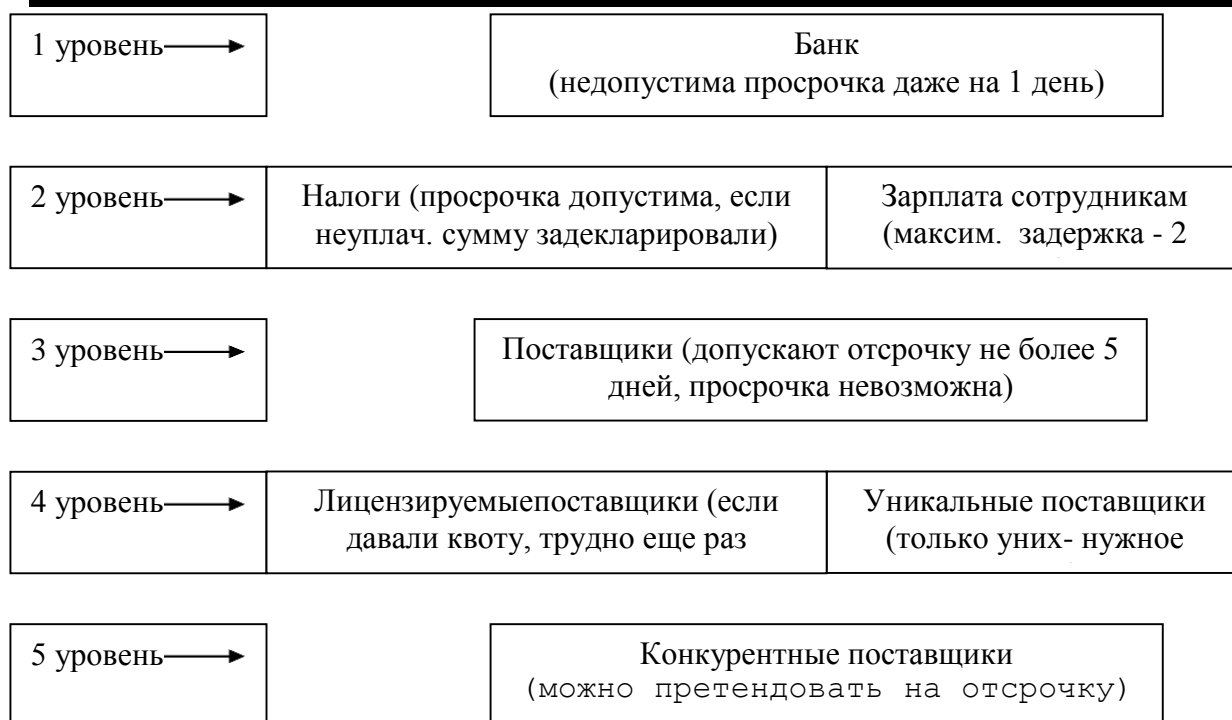 1 уровень
Банк
(недопустима просрочка даже на 1 день)
2 уровень
Налоги (просрочка допустима, если
неуплач. сумму задекларировали)
Зарплата сотрудникам
(максим. задержка - 2
3 уровень
Поставщики (допускают отсрочку не более 5
дней, просрочка невозможна)
4 уровень
Лицензируемыепоставщики (если
давали квоту, трудно еще раз
Уникальные поставщики
(только уних- нужное
5 уровень
Конкурентные поставщики
(можно претендовать на отсрочку)